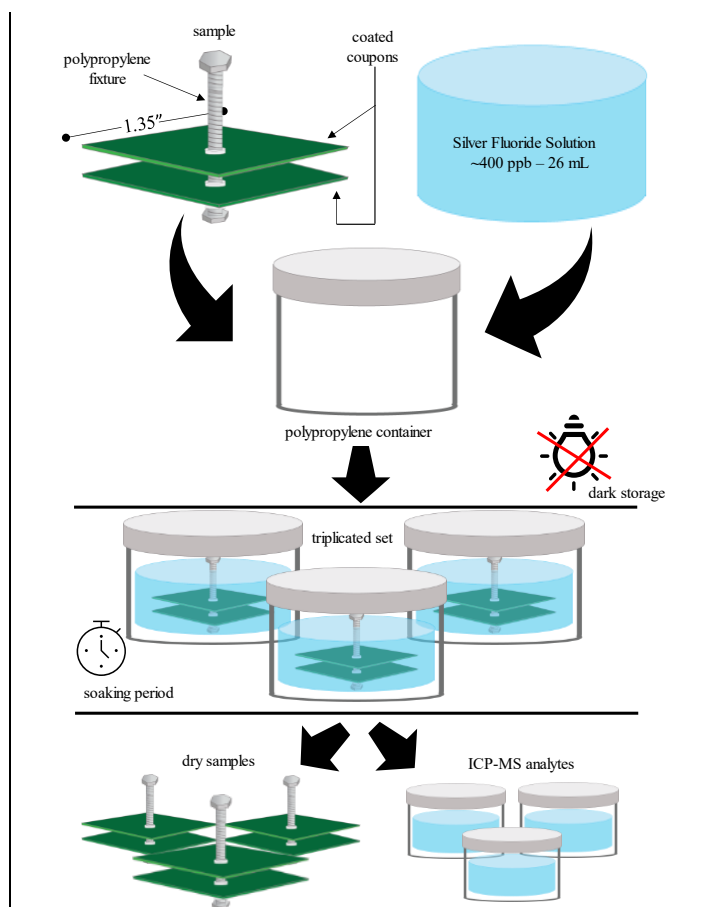 sample
polypropylene
fixture
coated
coupons
1.35"
Silver Fluoride Solution
~400 ppb – 26 mL
polypropylene container
dark storage
triplicated set
soaking period
dry samples
ICP-MS analytes